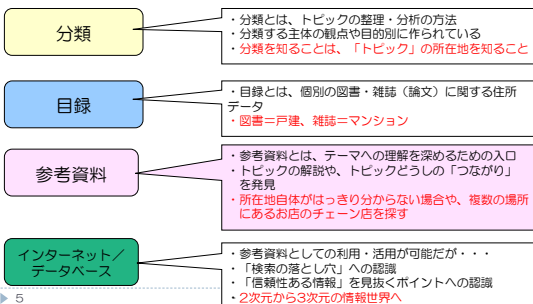 分類
・分類とは、トピックの整理・分析の方法
・分類する主体の観点や目的別に作られている
・分類を知ることは、「トピック」の所在地を知ること
目録
・目録とは、個別の図書・雑誌（論文）に関する住所
データ
・図書＝戸建、雑誌＝マンション
参考資料
・参考資料とは、テーマへの理解を深めるための入口
・トピックの解説や、トピックどうしの「つながり」
を発見
・所在地自体がはっきり分からない場合や、複数の場所
にあるお店のチェーン店を探す
インターネット／
データベース
・参考資料としての利用・活用が可能だが・・・
・「検索の落とし穴」への認識
・「信頼性ある情報」を見抜くポイントへの認識
・2次元から3次元の情報世界へ
5